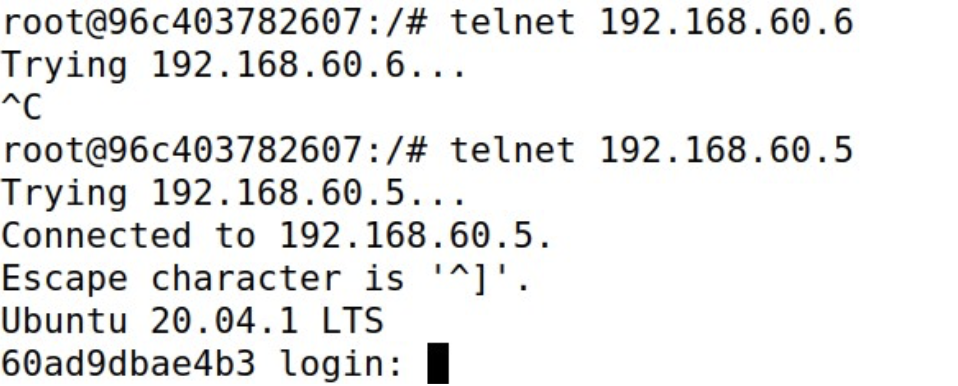 root@96c403782607:/# telnet 192.168.60.6
Trying 192.168.60.6...
^C
root@96c403782607:/# telnet 192.168.60.5
Trying 192.168.60.5...
Connected to 192.168.60.5.
Escape character is '^]'.
Ubuntu 20.04.1 LTS
60ad9dbae4b3 login: